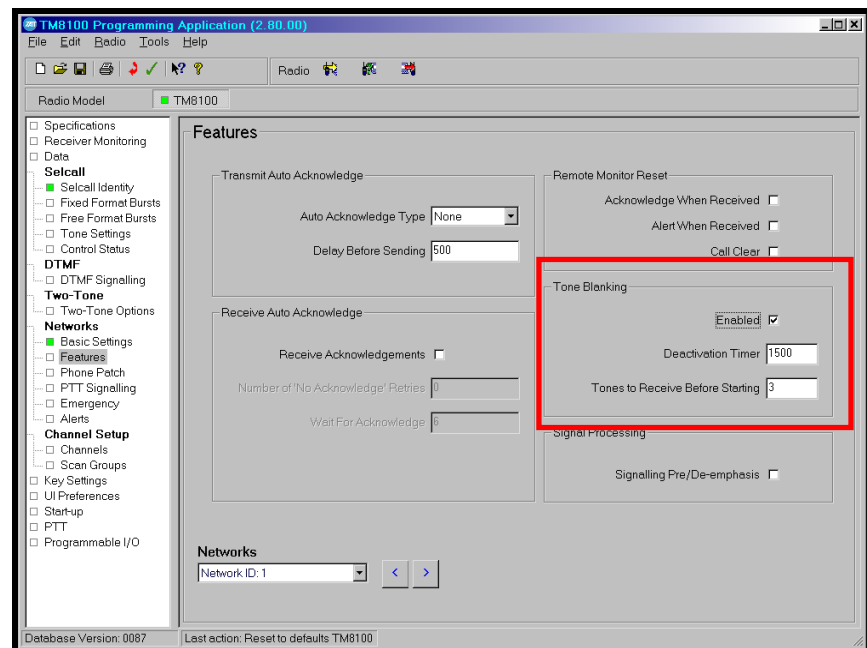 TM8100 Programming Application (2.80.00)
File Edit Radio Tools Help
Radio
Radio Model
TM8100
Specifications
Receiver Monitoring
Data
Selcall
Selcall Identity
Fixed Format Bursts
Free Format Bursts
Tone Settings
Control Status
DTMF
DTMF Signalling
Two-Tone
Two-Tone Options
Networks
Basic Settings
Features
Phone Patch
PTT Signalling
Emergency
Alerts
Channel Setup
Channels
Scan Groups
Key Settings
UI Preferences
Start-up
PTT
Programmable I/O
Features
Transmit Auto Acknowledge
Auto Acknowledge Type None
Delay Before Sending 500
Receive Auto Acknowledge
Receive Acknowledgements
Number of 'No Acknowledge' Retries 0
Wait For Acknowledge 6
Remote Monitor Reset
Acknowledge When Received
Alert When Received
Call Clear
Tone Blanking
Enabled
Deactivation Timer 1500
Tones to Receive Before Starting 3
Signal Processing
Signalling Pre/De-emphasis
Networks
Network ID: 1
< >
Database Version: 0087
Last action: Reset to defaults TM8100